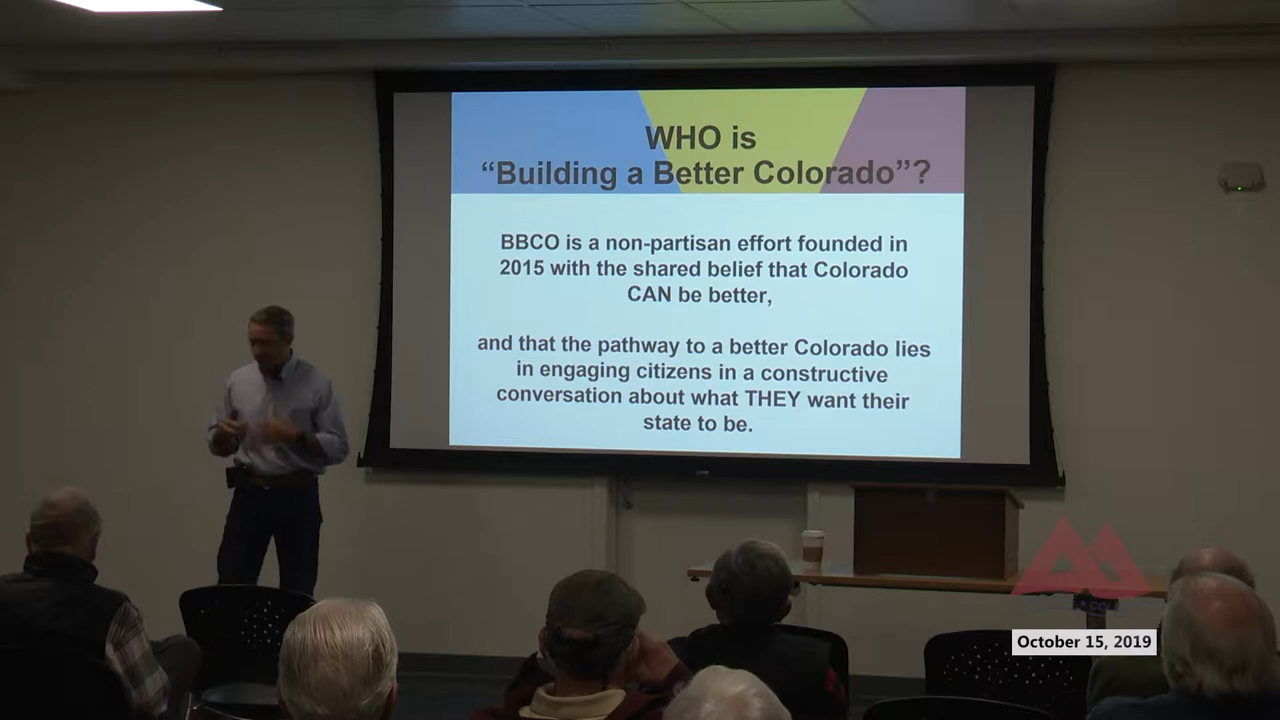 WHO is
“Building a Better Colorado”?
BBCO is a non-partisan effort founded in
2015 with the shared belief that Colorado
CAN be better,
and that the pathway to a better Colorado lies
in engaging citizens in a constructive
conversation about what THEY want their
state to be.
October 15, 2019